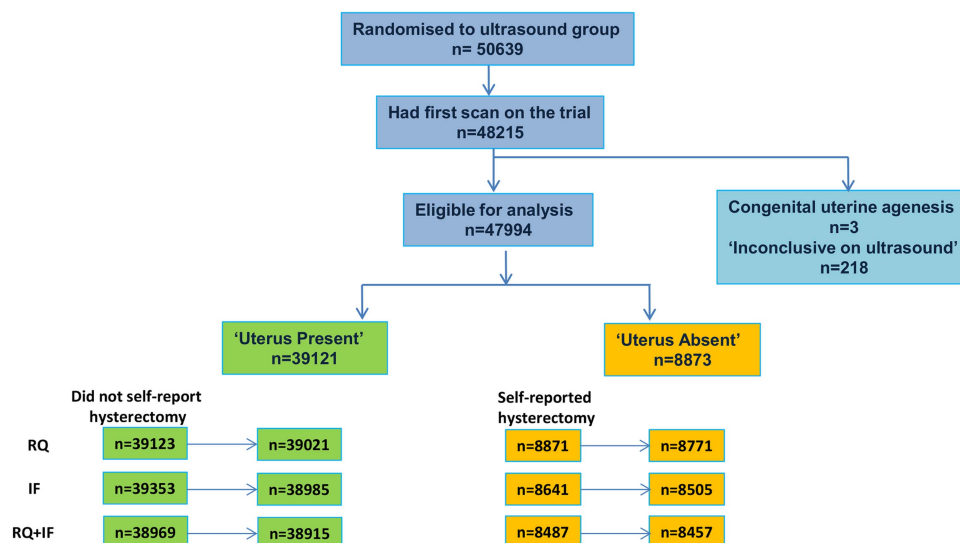 Randomised to ultrasound group
n= 50639
Had first scan on the trial
n=48215
Eligible for analysis
n=47994
Congenital uterine agenesis
n=3
‘Inconclusive on ultrasound’
n=218
‘Uterus Present’
n=39121
‘Uterus Absent’
n=8873
Did not self-report
hysterectomy
Self-reported
hysterectomy
RQ n=39123 n=39021 n=8871 n=8771
IF n=39353 n=38985 n=8641 n=8505
RQ+IF n=38969 n=38915 n=8487 n=8457